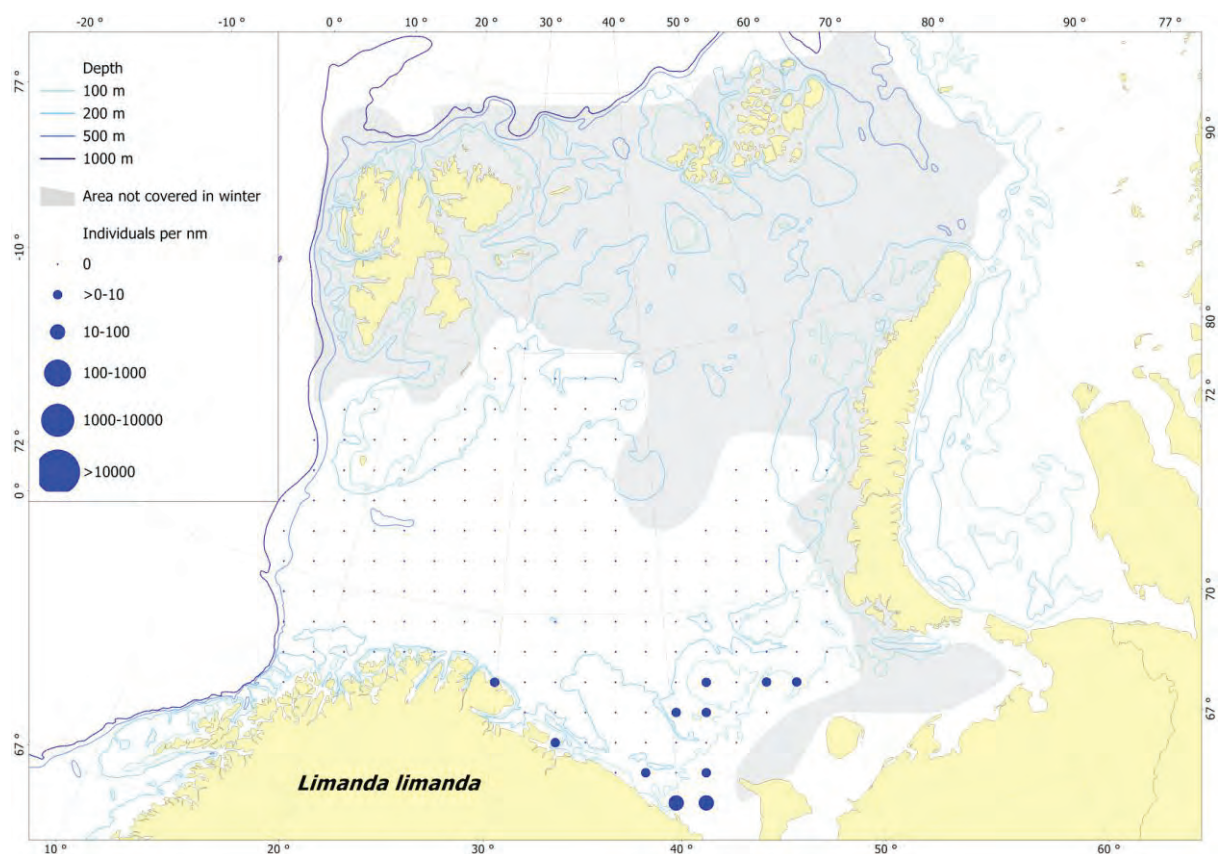 -20 ° -10 ° 0 ° 10 ° 20 ° 30 ° 40 ° 50 ° 60 ° 70 ° 80 ° 90 ° 77 °
77 °
-10 °
72 °
0 °
67 °
Depth
100 m
200 m
500 m
1000 m
Area not covered in winter
Individuals per nm
0
>0-10
10-100
100-1000
1000-10000
>10000
90 °
80 °
72 °
70 °
67 °
Limanda limanda
10 ° 20 ° 30 ° 40 ° 50 ° 60 °